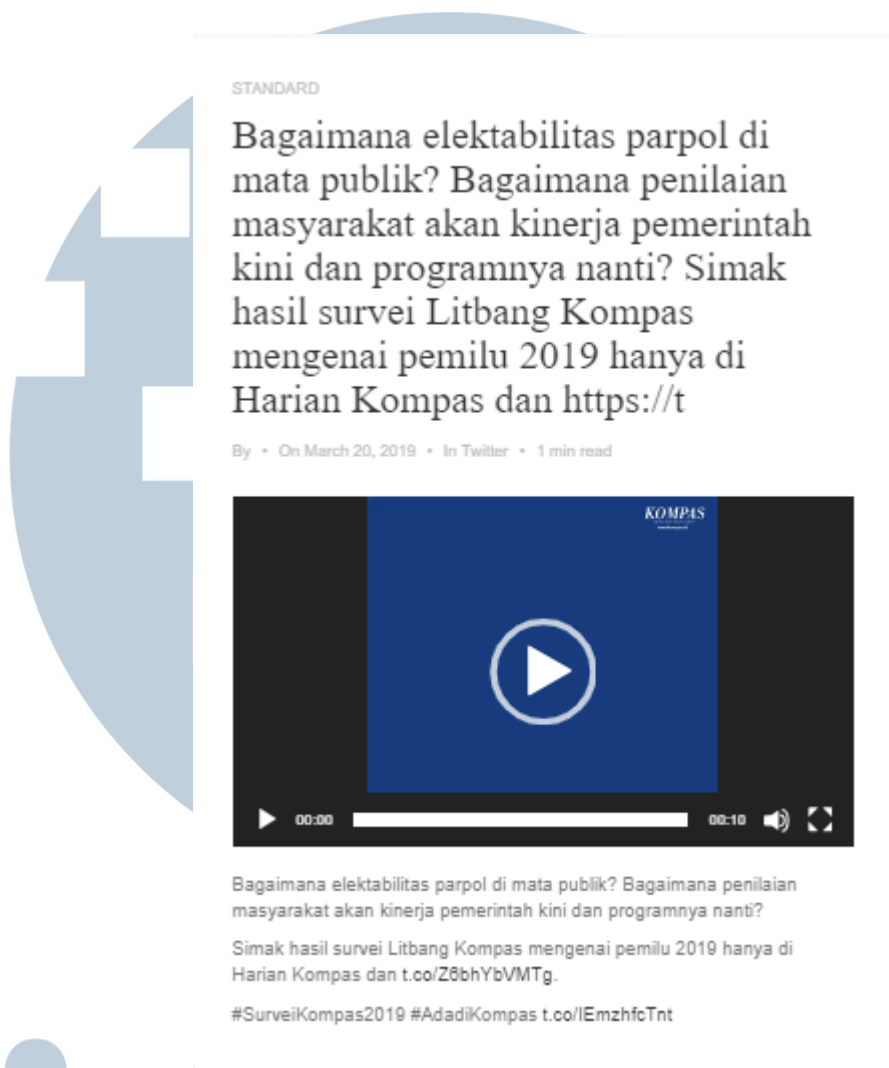 STANDARD
Bagaimana elektabilitas parpol di
mata publik? Bagaimana penilaian
masyarakat akan kinerja pemerintah
kini dan programnya nanti? Simak
hasil survei Litbang Kompas
mengenai pemilu 2019 hanya di
Harian Kompas dan https://t
By • On March 20, 2019 • In Twitter • 1 min read
KOMPAS
00:00 00:10
Bagaimana elektabilitas parpol di mata publik? Bagaimana penilaian
masyarakat akan kinerja pemerintah kini dan programnya nanti?
Simak hasil survei Litbang Kompas mengenai pemilu 2019 hanya di
Harian Kompas dan t.co/Z6bhYbVMTg.
#SurveiKompas2019 #AdadiKompas t.co/IEmzhfcTnt